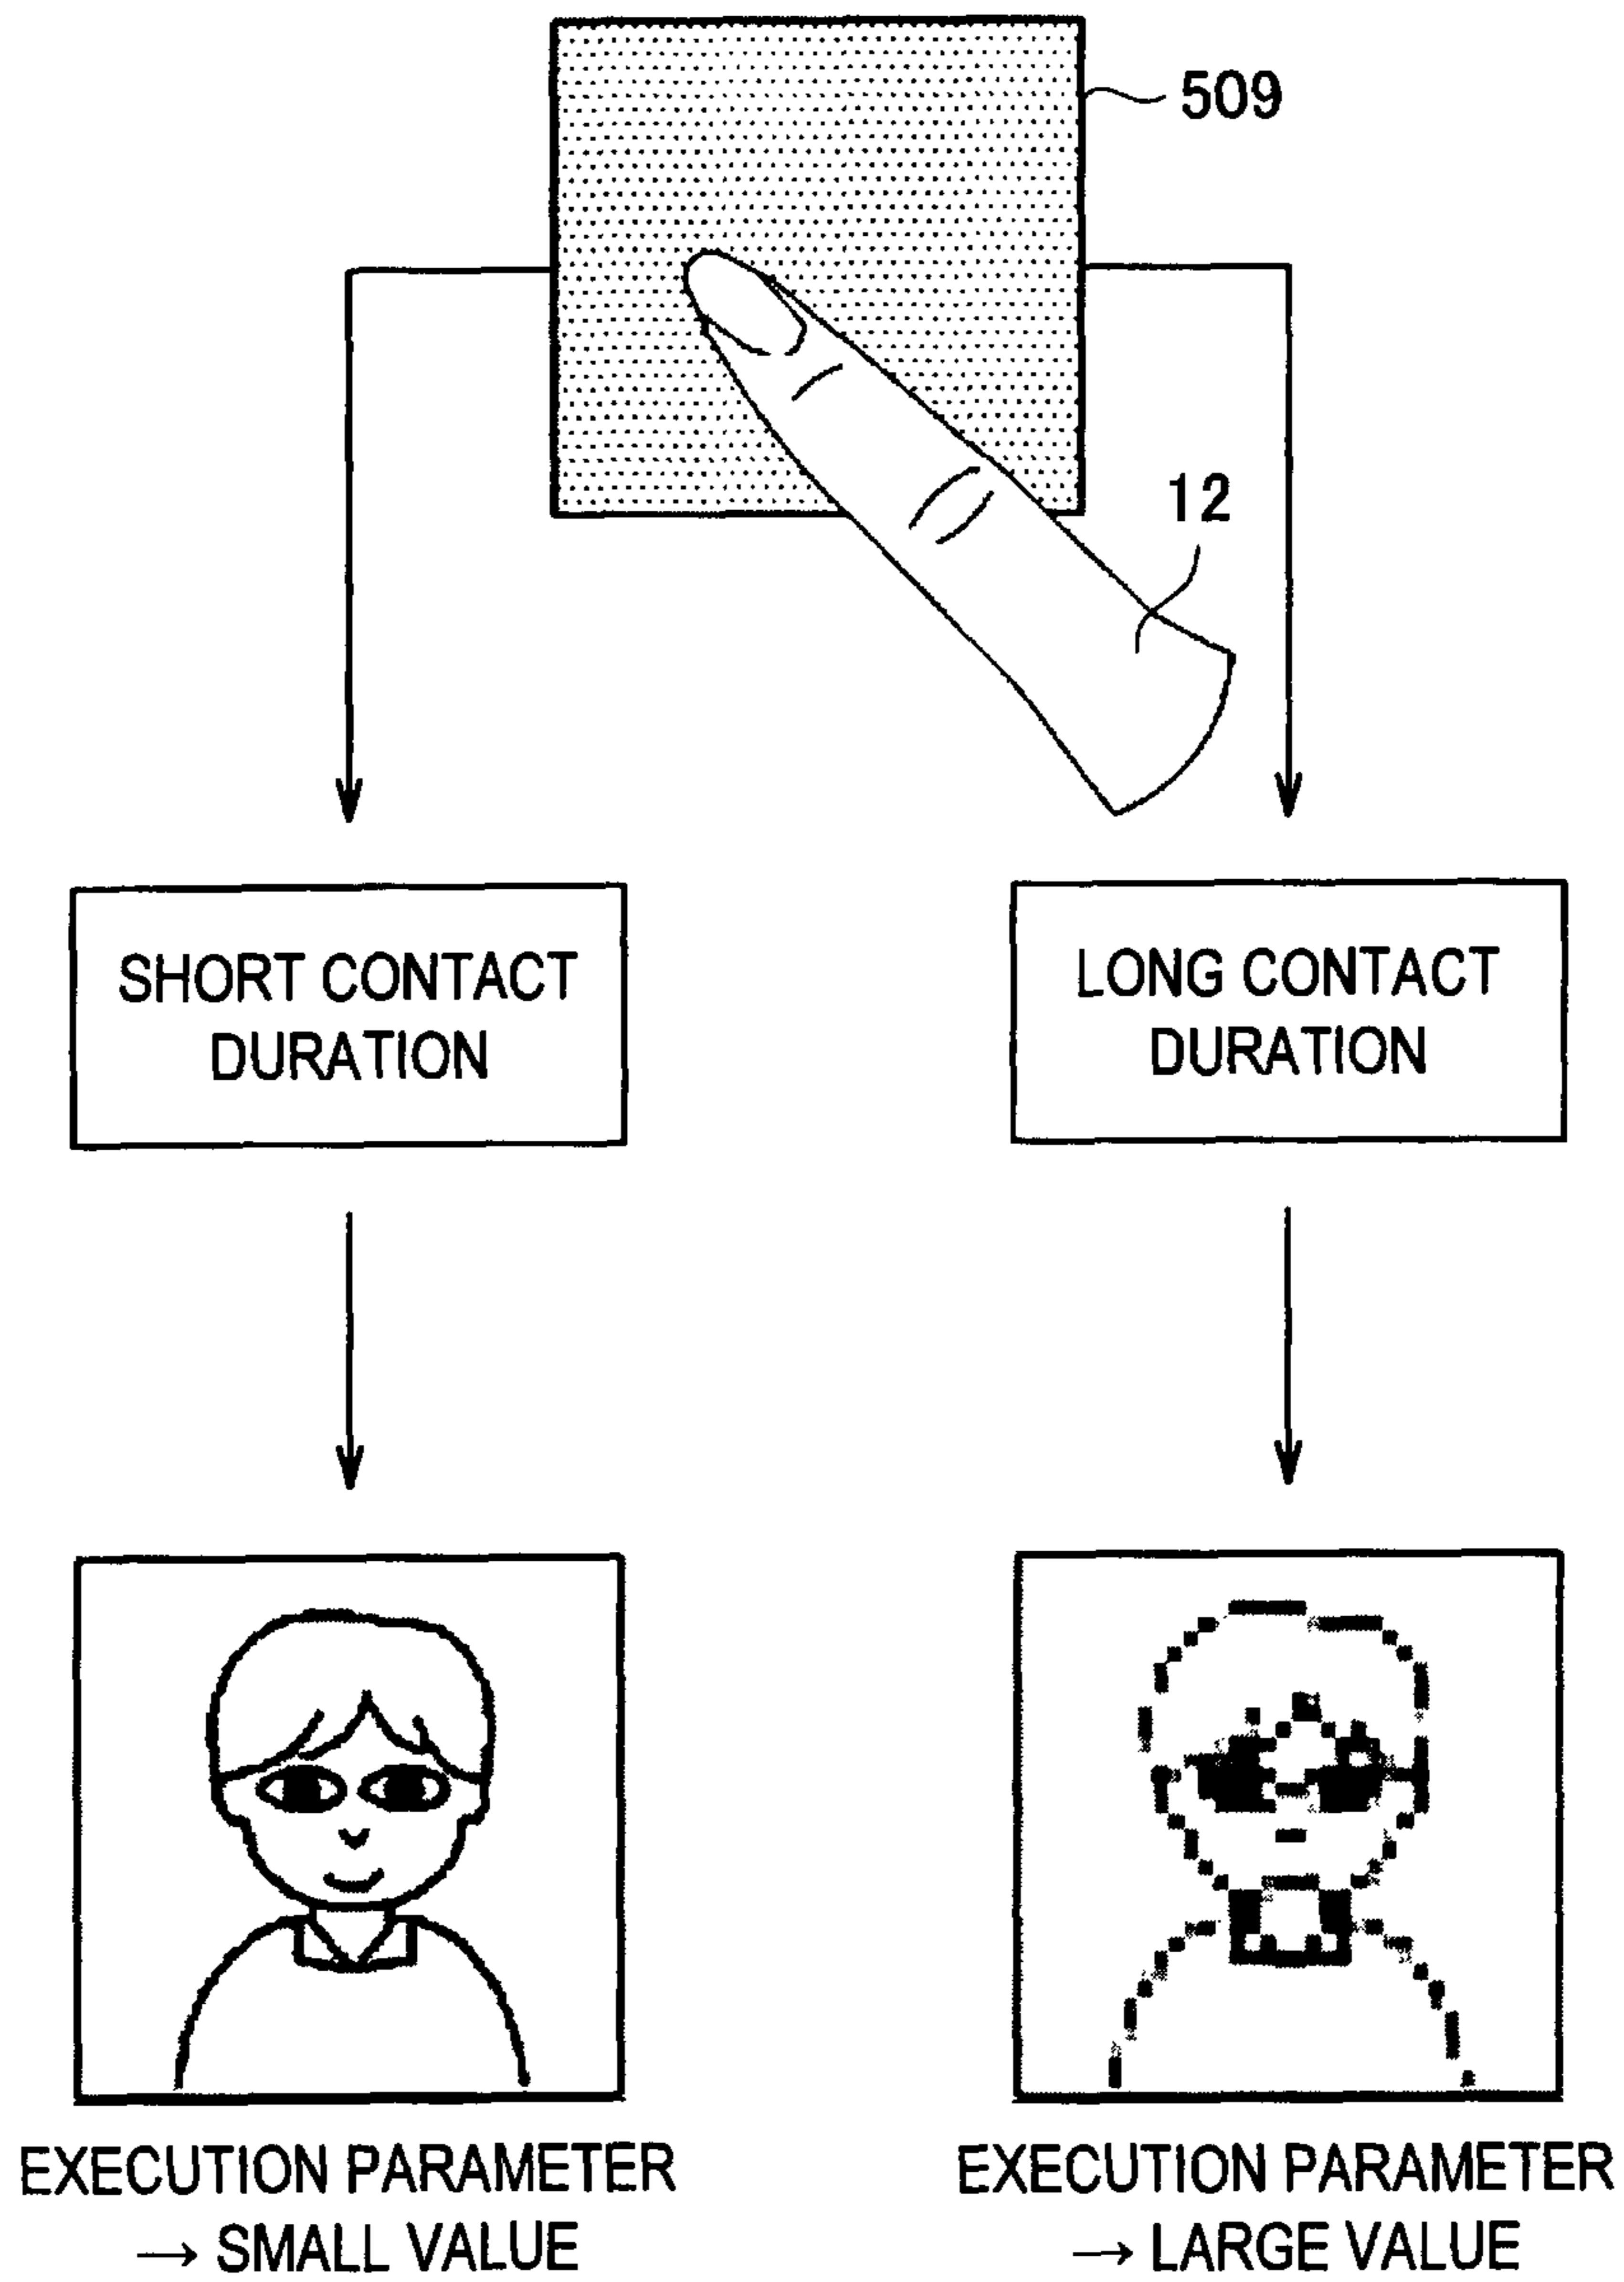 509
12
SHORT CONTACT
DURATION
LONG CONTACT
DURATION
EXECUTION PARAMETER
→ SMALL VALUE
EXECUTION PARAMETER
→ LARGE VALUE